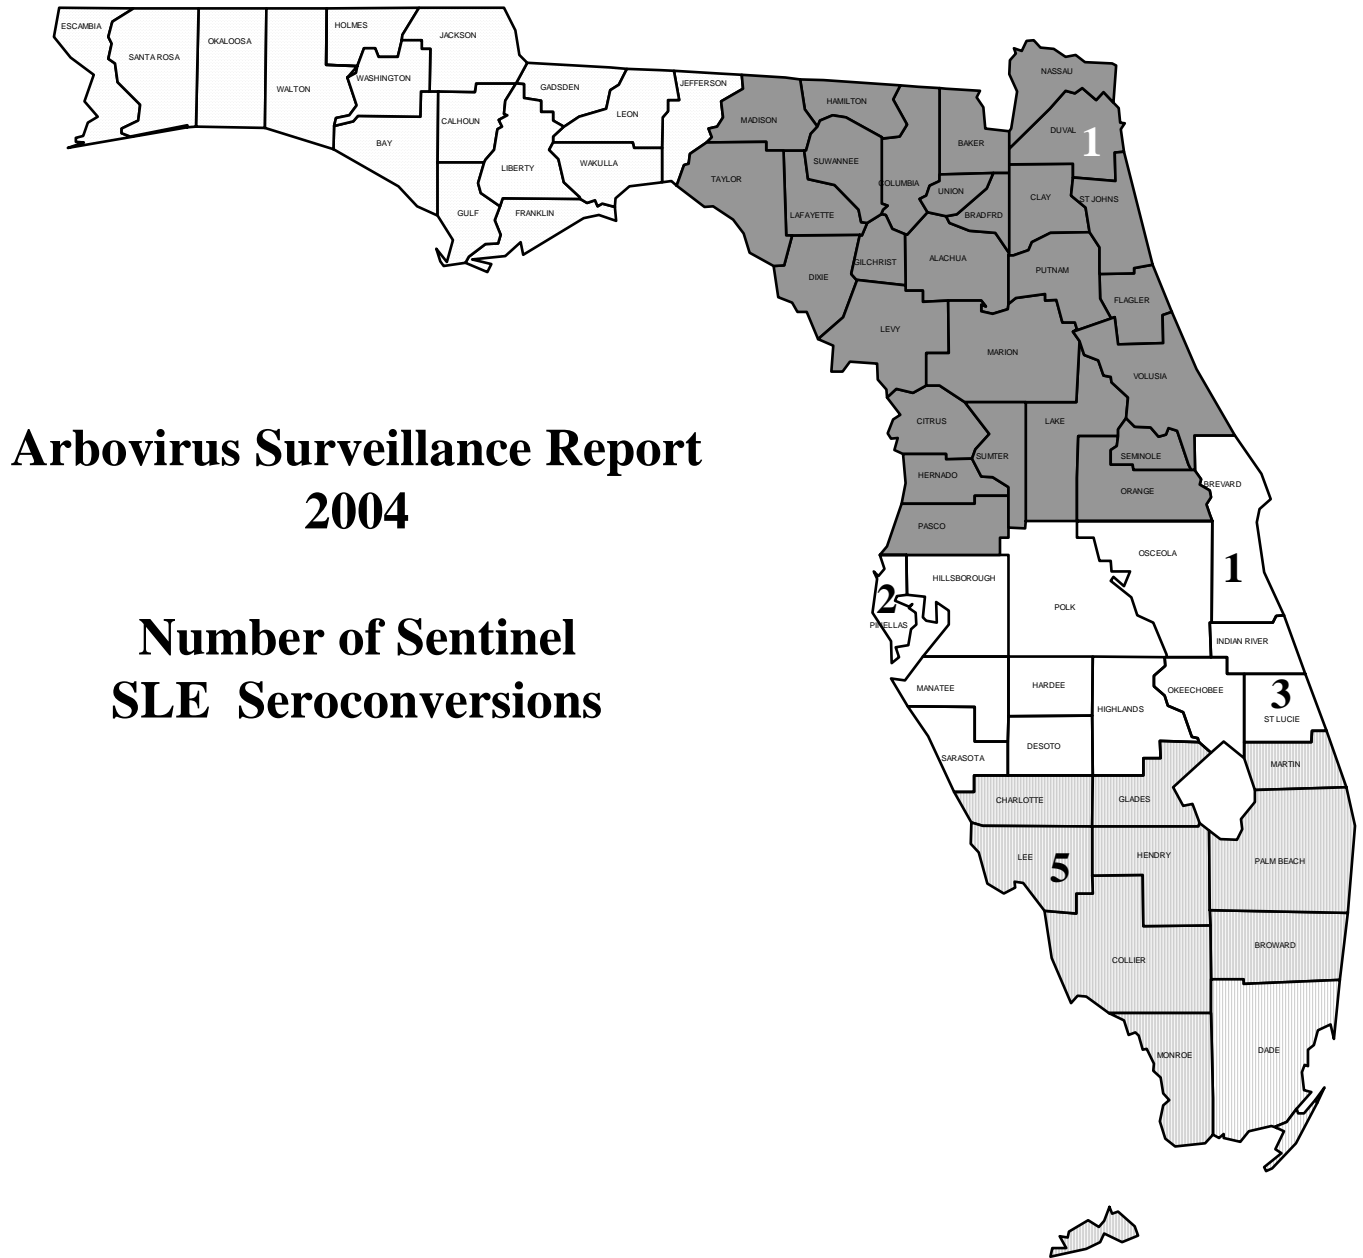 ESCAMBIA
SANTA ROSA
OKALOOSA
WALTON
HOLMES
WASHINGTON
JACKSON
BAY
CALHOUN
GULF
GADSDEN
LIBERTY
FRANKLIN
LEON
WAKULLA
JEFFERSON
MADISON
TAYLOR
HAMILTON
SUWANNEE
LAFAYETTE
DIXIE
COLUMBIA
GILCHRIST
BAKER
UNION
BRADFRD
ALACHUA
LEVY
NASSAU
DUVAL
1
CLAY
ST JOHNS
PUTNAM
FLAGLER
MARION
VOLUSIA
CITRUS
SUMTER
LAKE
SEMINOLE
HERNADO
ORANGE
PASCO
BREVARD
1
Arbovirus Surveillance Report
2004
Number of Sentinel
SLE Seroconversions
2
PINELLAS
HILLSBOROUGH
POLK
OSCEOLA
INDIAN RIVER
MANATEE
HARDEE
HIGHLANDS
OKEECHOBEE
3
ST LUCIE
SARASOTA
DESOTO
MARTIN
CHARLOTTE
GLADES
LEE
5
HENDRY
PALM BEACH
COLLIER
BROWARD
MONROE
DADE